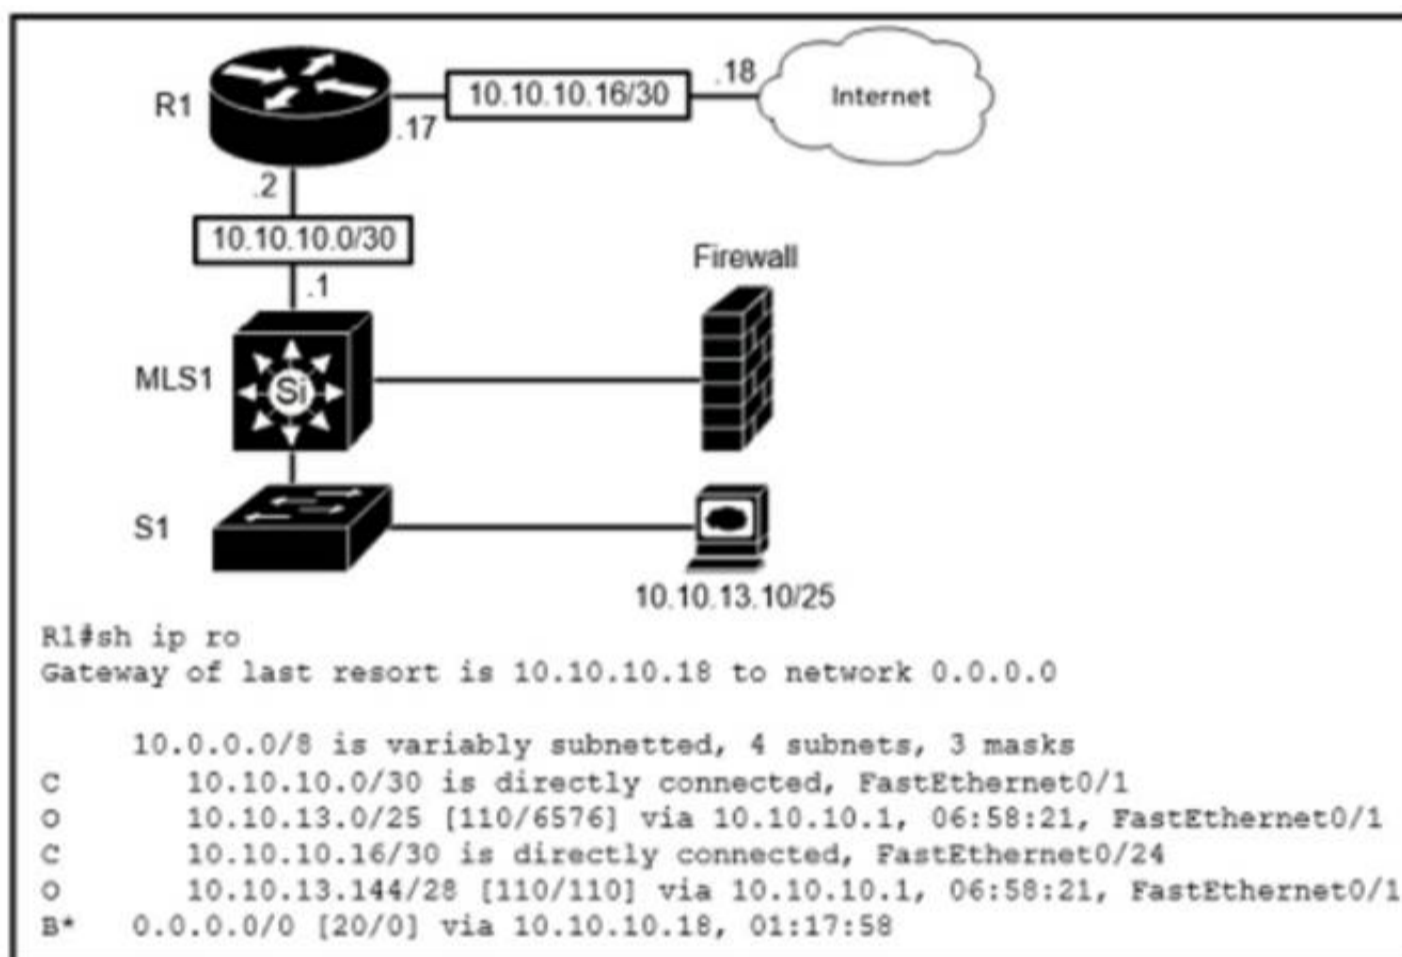 R1
10.10.10.16/30
.18
Internet
.17
.2
10.10.10.0/30
.1
Firewall
MLS1
Si
S1
10.10.13.10/25
R1#sh ip ro
Gateway of last resort is 10.10.10.18 to network 0.0.0.0
10.0.0.0/8 is variably subnetted, 4 subnets, 3 masks
C 10.10.10.0/30 is directly connected, FastEthernet0/1
O 10.10.13.0/25 [110/6576] via 10.10.10.1, 06:58:21, FastEthernet0/1
C 10.10.10.16/30 is directly connected, FastEthernet0/24
O 10.10.13.144/28 [110/110] via 10.10.10.1, 06:58:21, FastEthernet0/1
B* 0.0.0.0/0 [20/0] via 10.10.10.18, 01:17:58